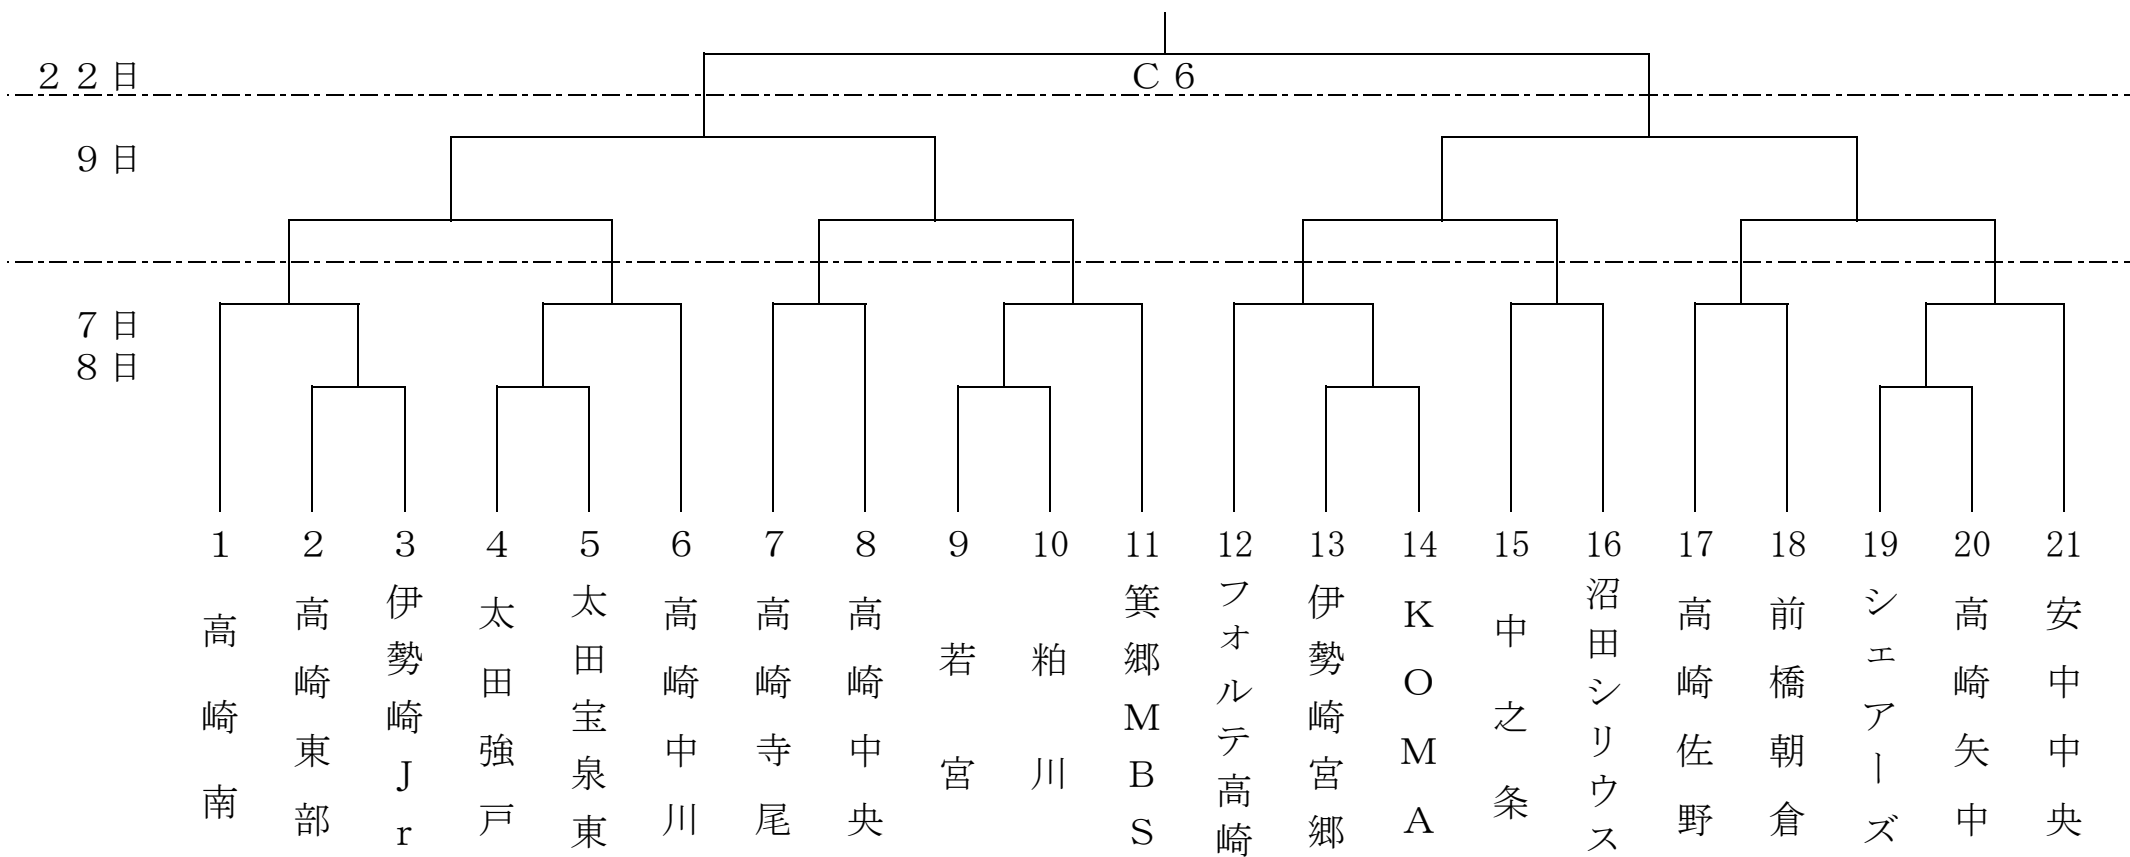 ２２日
Ｃ６
９日
７日
８日
１ ２ ３ ４ ５ ６ ７ ８ ９ 10 11 12 13 14 15 16 17 18 19 20 21
高崎南
高崎東部
伊勢崎Ｊｒ
太田強戸
太田宝泉東
高崎中川
高崎寺尾
高崎中央
若宮
粕川
箕郷ＭＢＳ
フォルテ高崎
伊勢崎宮郷
ＫＯＭＡ
中之条
沼田シリウス
高崎佐野
前橋朝倉
シェアーズ
高崎矢中
安中中央